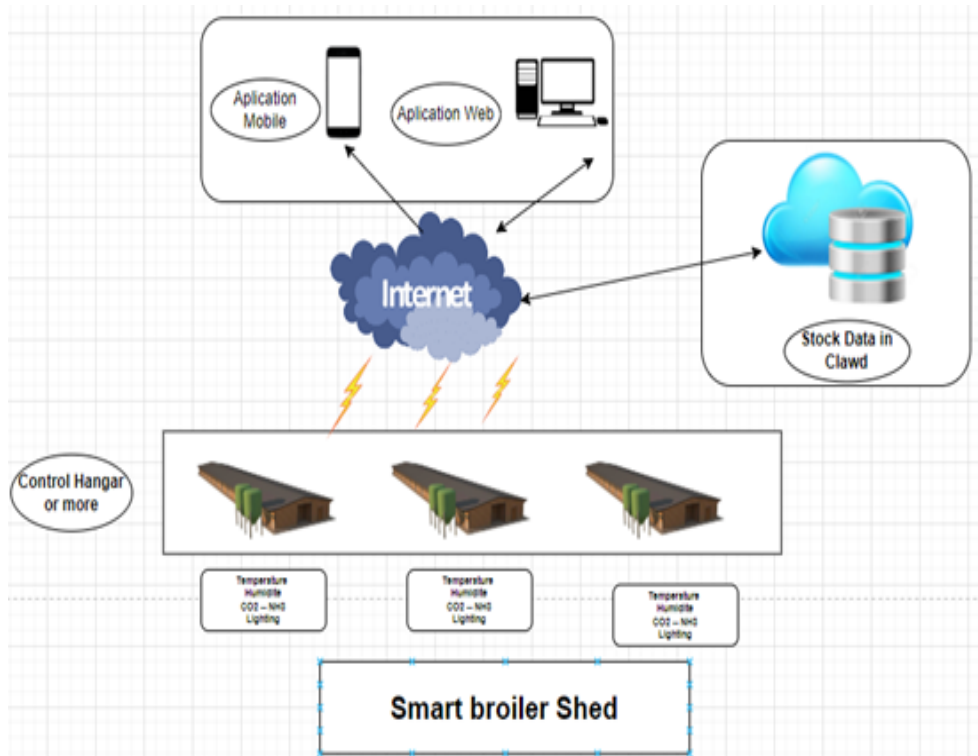 Aplication
Mobile
Aplication Web
Internet
Stock Data in
Clawd
Control Hangar
or more
Temperature
Humidite
CO2 – NH3
Lighting
Temperature
Humidite
CO2 – NH3
Lighting
Temperature
Humidite
CO2 – NH3
Lighting
Smart broiler Shed